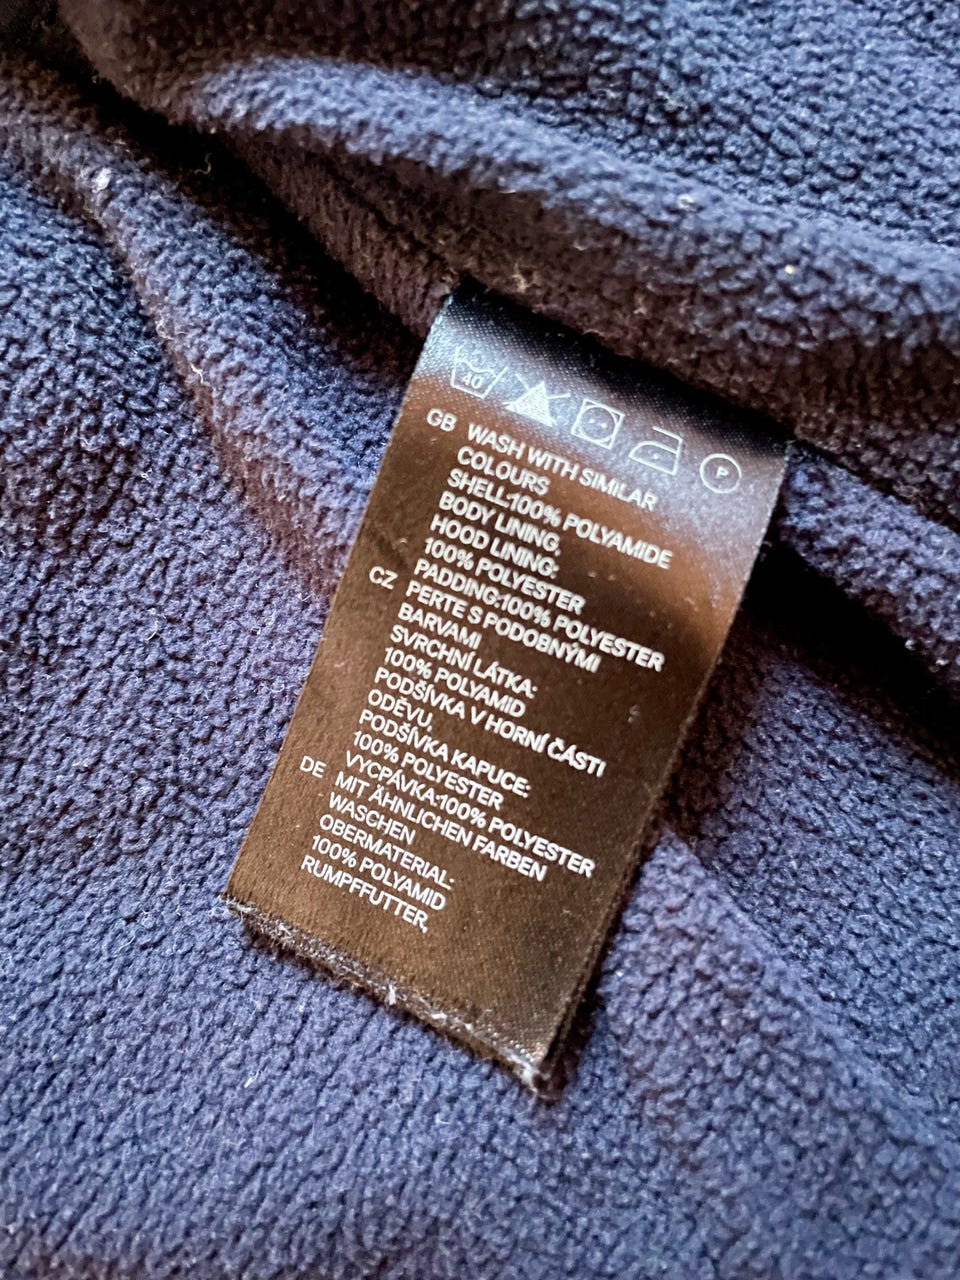 40
P
GB WASH WITH SIMILAR
COLOURS
SHELL:100% POLYAMIDE
BODY LINING,
HOOD LINING:
100% POLYESTER
PADDING:100% POLYESTER
CZ PERTE S PODOBNÝMI
BARVAMI
SVRCHNÍ LÁTKA:
100% POLYAMID
PODŠÍVKA V HORNÍ ČÁSTI
ODĚVU,
PODŠÍVKA KAPUCE:
100% POLYESTER
VYCPÁVKA:100% POLYESTER
DE MIT ÄHNLICHEN FARBEN
WASCHEN
OBERMATERIAL:
100% POLYAMID
RUMPFFUTTER,